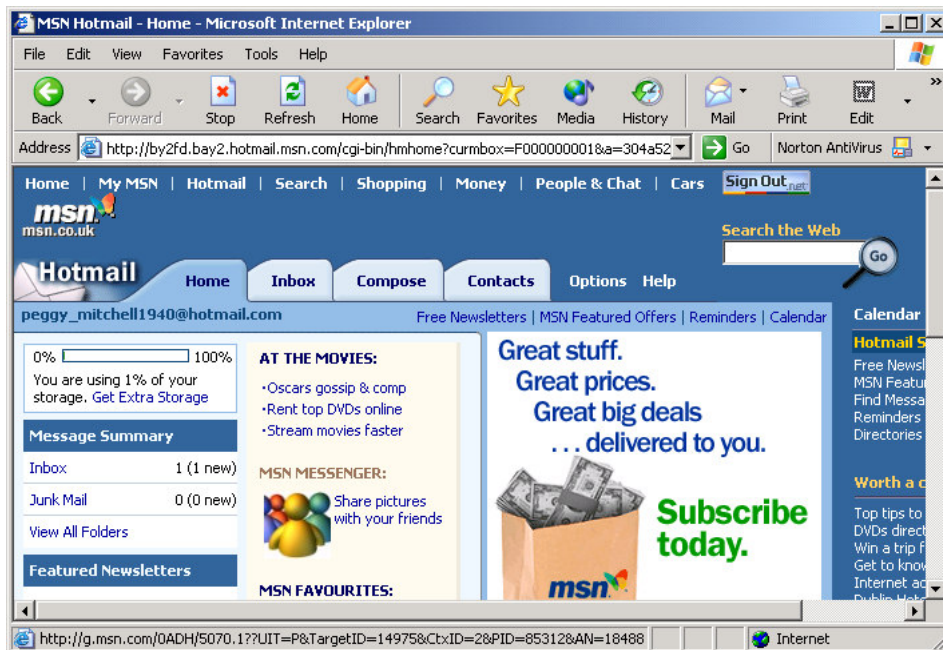 MSN Hotmail - Home - Microsoft Internet Explorer
File Edit View Favorites Tools Help
Back Forward Stop Refresh Home Search Favorites Media History Mail Print Edit
Address http://by2fd.bay2.hotmail.msn.com/cgi-bin/hmhome?curmbox=F000000001&a=304a52 Go Norton AntiVirus
Home | My MSN | Hotmail | Search | Shopping | Money | People & Chat | Cars Sign Out .net
msn
msn.co.uk
Search the Web
Go
Hotmail Home Inbox Compose Contacts Options Help
peggy_mitchell1940@hotmail.com Free Newsletters | MSN Featured Offers | Reminders | Calendar
0% 100%
You are using 1% of your
storage. Get Extra Storage
Message Summary
Inbox 1 (1 new)
Junk Mail 0 (0 new)
View All Folders
Featured Newsletters
AT THE MOVIES:
·Oscars gossip & comp
·Rent top DVDs online
·Stream movies faster
MSN MESSENGER:
Share pictures
with your friends
MSN FAVOURITES:
Great stuff.
Great prices.
Great big deals
...delivered to you.
Subscribe
today.
msn
Calendar
Hotmail S
Free Newsl
MSN Featu
Find Messa
Reminders
Directories
Worth a c
Top tips to
DVDs direct
Win a trip f
Get to know
Internet ac
Dublin Hote
http://g.msn.com/0ADH/5070.1??UIT=P&TargetID=14975&CtxID=2&PID=85312&AN=18488 Internet